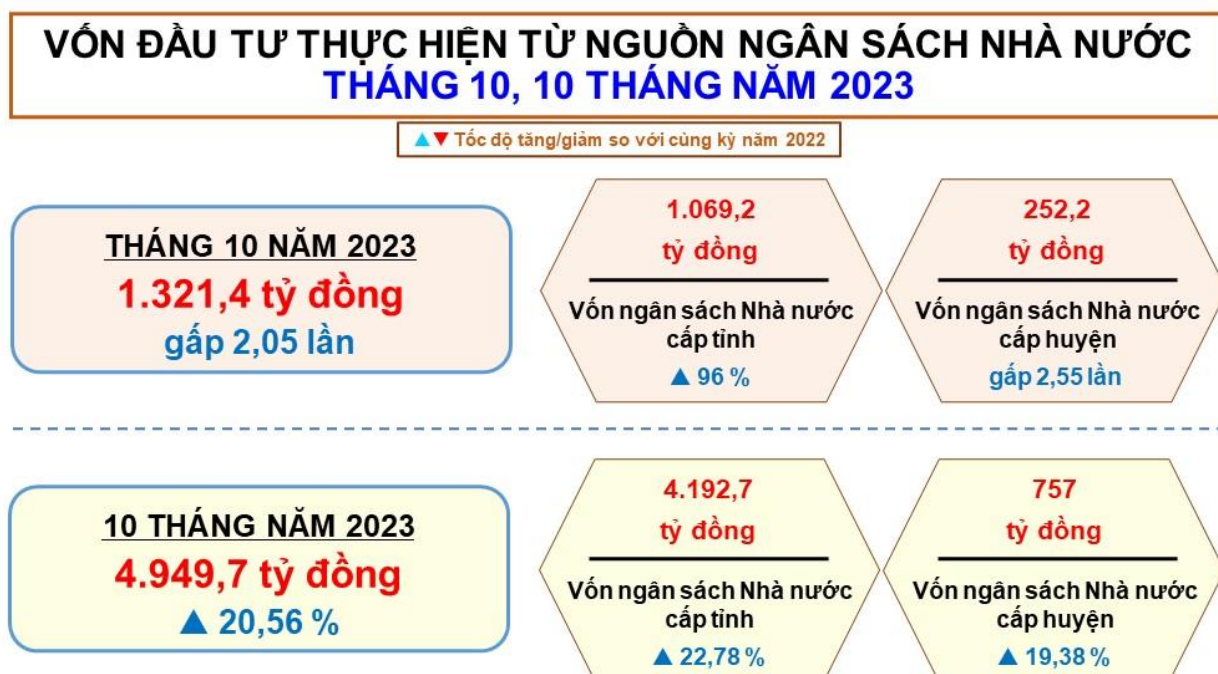 VỐN ĐẦU TƯ THỰC HIỆN TỪ NGUỒN NGÂN SÁCH NHÀ NƯỚC
THÁNG 10, 10 THÁNG NĂM 2023
▲▼ Tốc độ tăng/giảm so với cùng kỳ năm 2022
THÁNG 10 NĂM 2023
1.321,4 tỷ đồng
gấp 2,05 lần
1.069,2
tỷ đồng
Vốn ngân sách Nhà nước
cấp tỉnh
▲ 96 %
252,2
tỷ đồng
Vốn ngân sách Nhà nước
cấp huyện
gấp 2,55 lần
10 THÁNG NĂM 2023
4.949,7 tỷ đồng
▲ 20,56 %
4.192,7
tỷ đồng
Vốn ngân sách Nhà nước
cấp tỉnh
▲ 22,78 %
757
tỷ đồng
Vốn ngân sách Nhà nước
cấp huyện
▲ 19,38 %